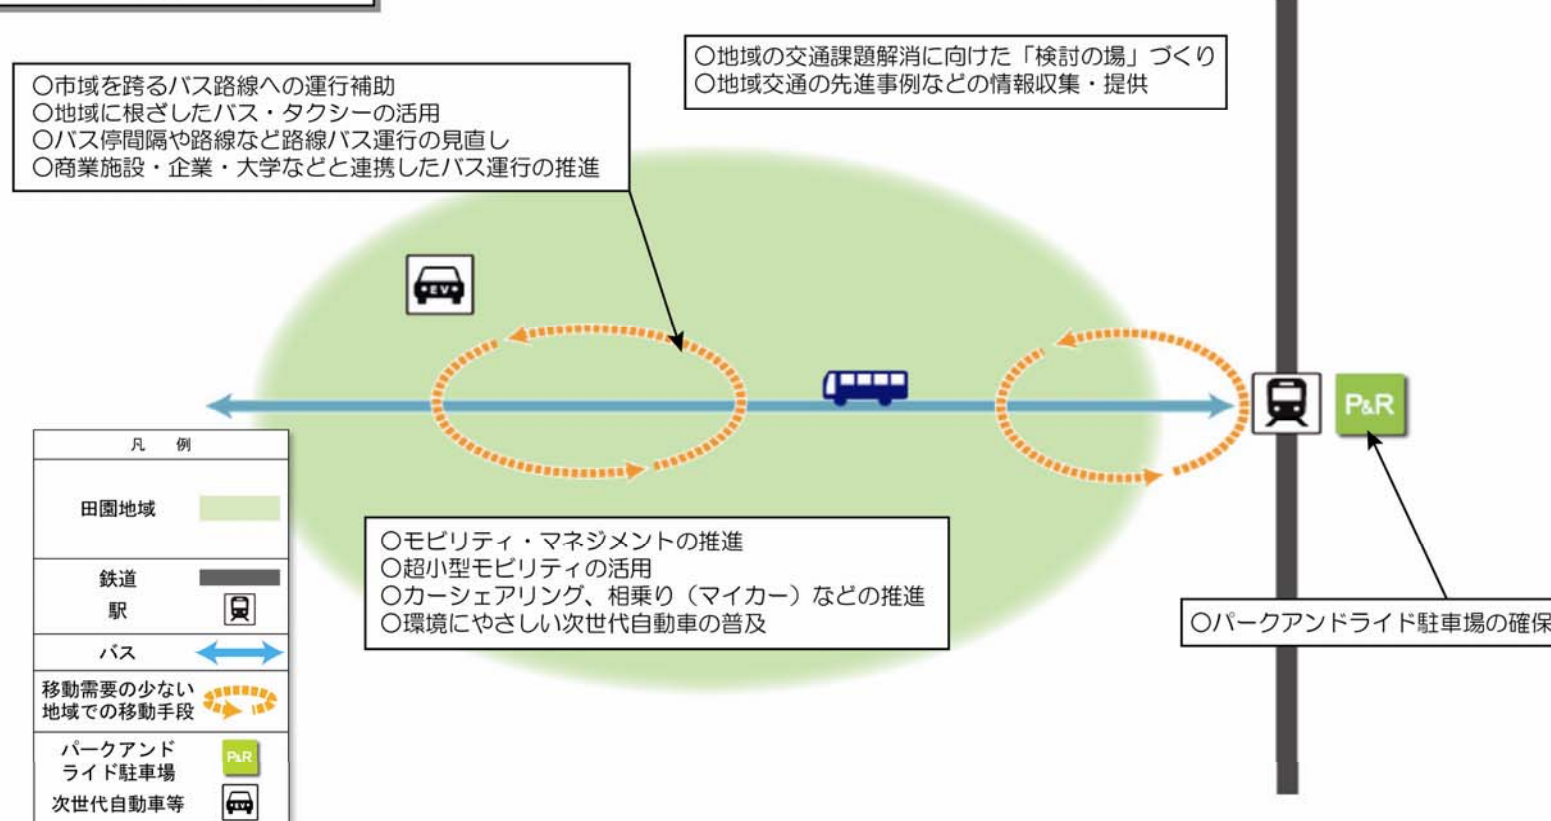 ○地域の交通課題解消に向けた「検討の場」づくり
○地域交通の先進事例などの情報収集・提供
○市域を跨るバス路線への運行補助
○地域に根ざしたバス・タクシーの活用
○バス停間隔や路線など路線バス運行の見直し
○商業施設・企業・大学などと連携したバス運行の推進
EV
P&R
凡 例
田園地域
鉄道
駅
バス
移動需要の少ない
地域での移動手段
パークアンド
ライド駐車場
P&R
次世代自動車等
EV
○モビリティ・マネジメントの推進
○超小型モビリティの活用
○カーシェアリング、相乗り（マイカー）などの推進
○環境にやさしい次世代自動車の普及
○パークアンドライド駐車場の確保